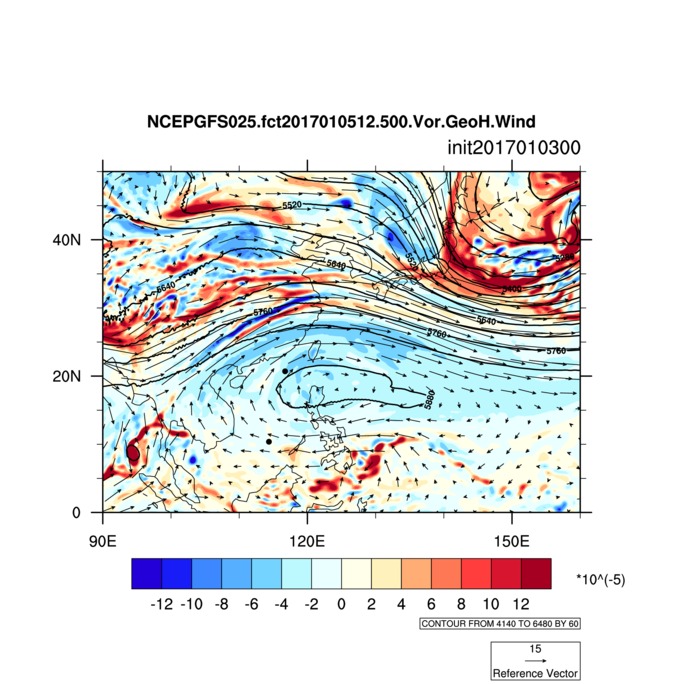 NCEPGFS025.fct2017010512.500.Vor.GeoH.Wind
init2017010300
40N
20N
0
90E 120E 150E
5520
5640
5520
5640
5400
5760
5640
5760
5760
5880
-12 -10 -8 -6 -4 -2 0 2 4 6 8 10 12
*10^(-5)
CONTOUR FROM 4140 TO 6480 BY 60
15
Reference Vector